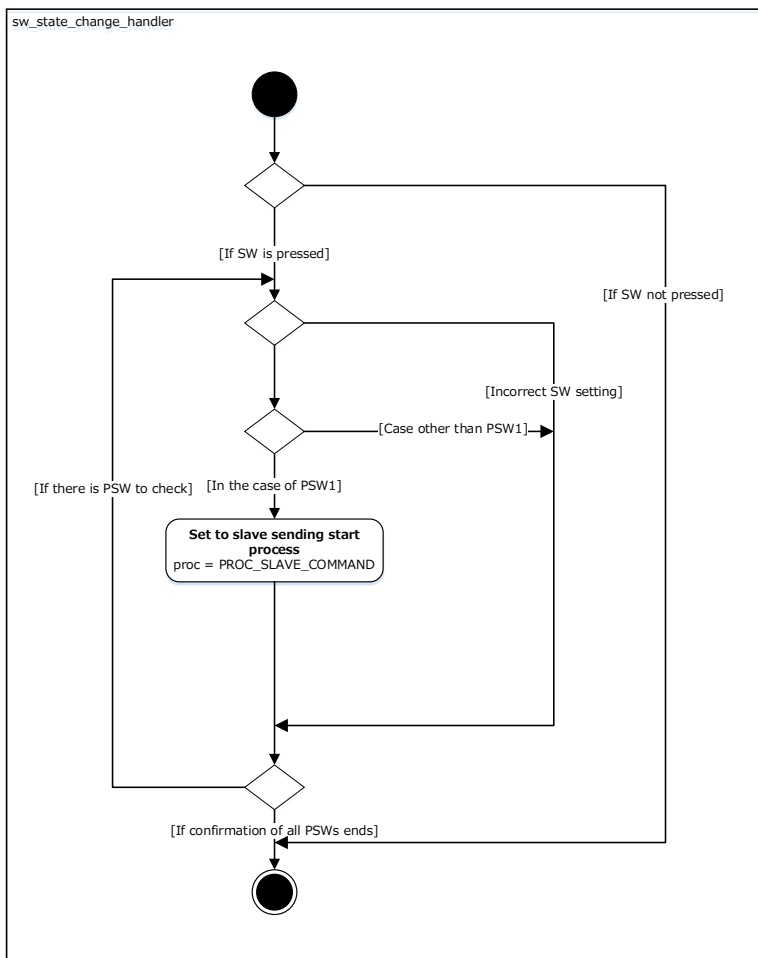 sw_state_change_handler
[If SW is pressed]
[If SW not pressed]
[Incorrect SW setting]
[Case other than PSW1]
[If there is PSW to check]
[In the case of PSW1]
Set to slave sending start
process
proc = PROC_SLAVE_COMMAND
[If confirmation of all PSWs ends]